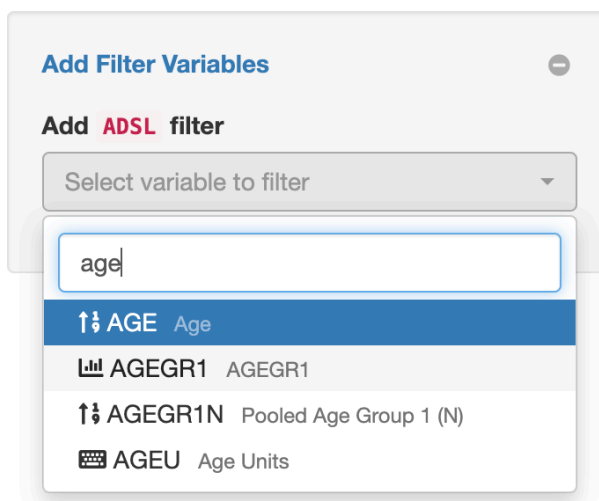 Add Filter Variables
Add ADSL filter
Select variable to filter
age
AGE Age
AGEGR1 AGEGR1
AGEGR1N Pooled Age Group 1 (N)
AGEU Age Units